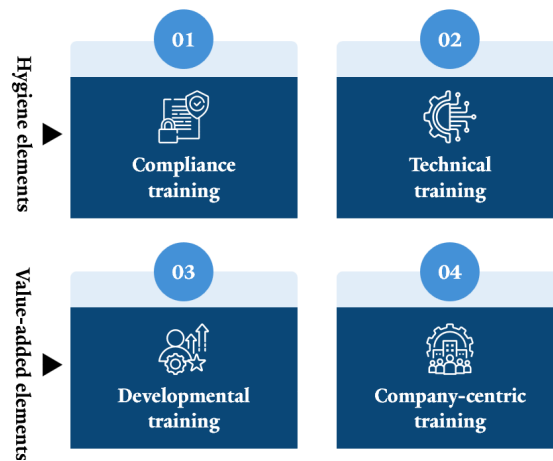 Hygiene elements
01
Compliance
training
02
Technical
training
Value-added elements
03
Developmental
training
04
Company-centric
training